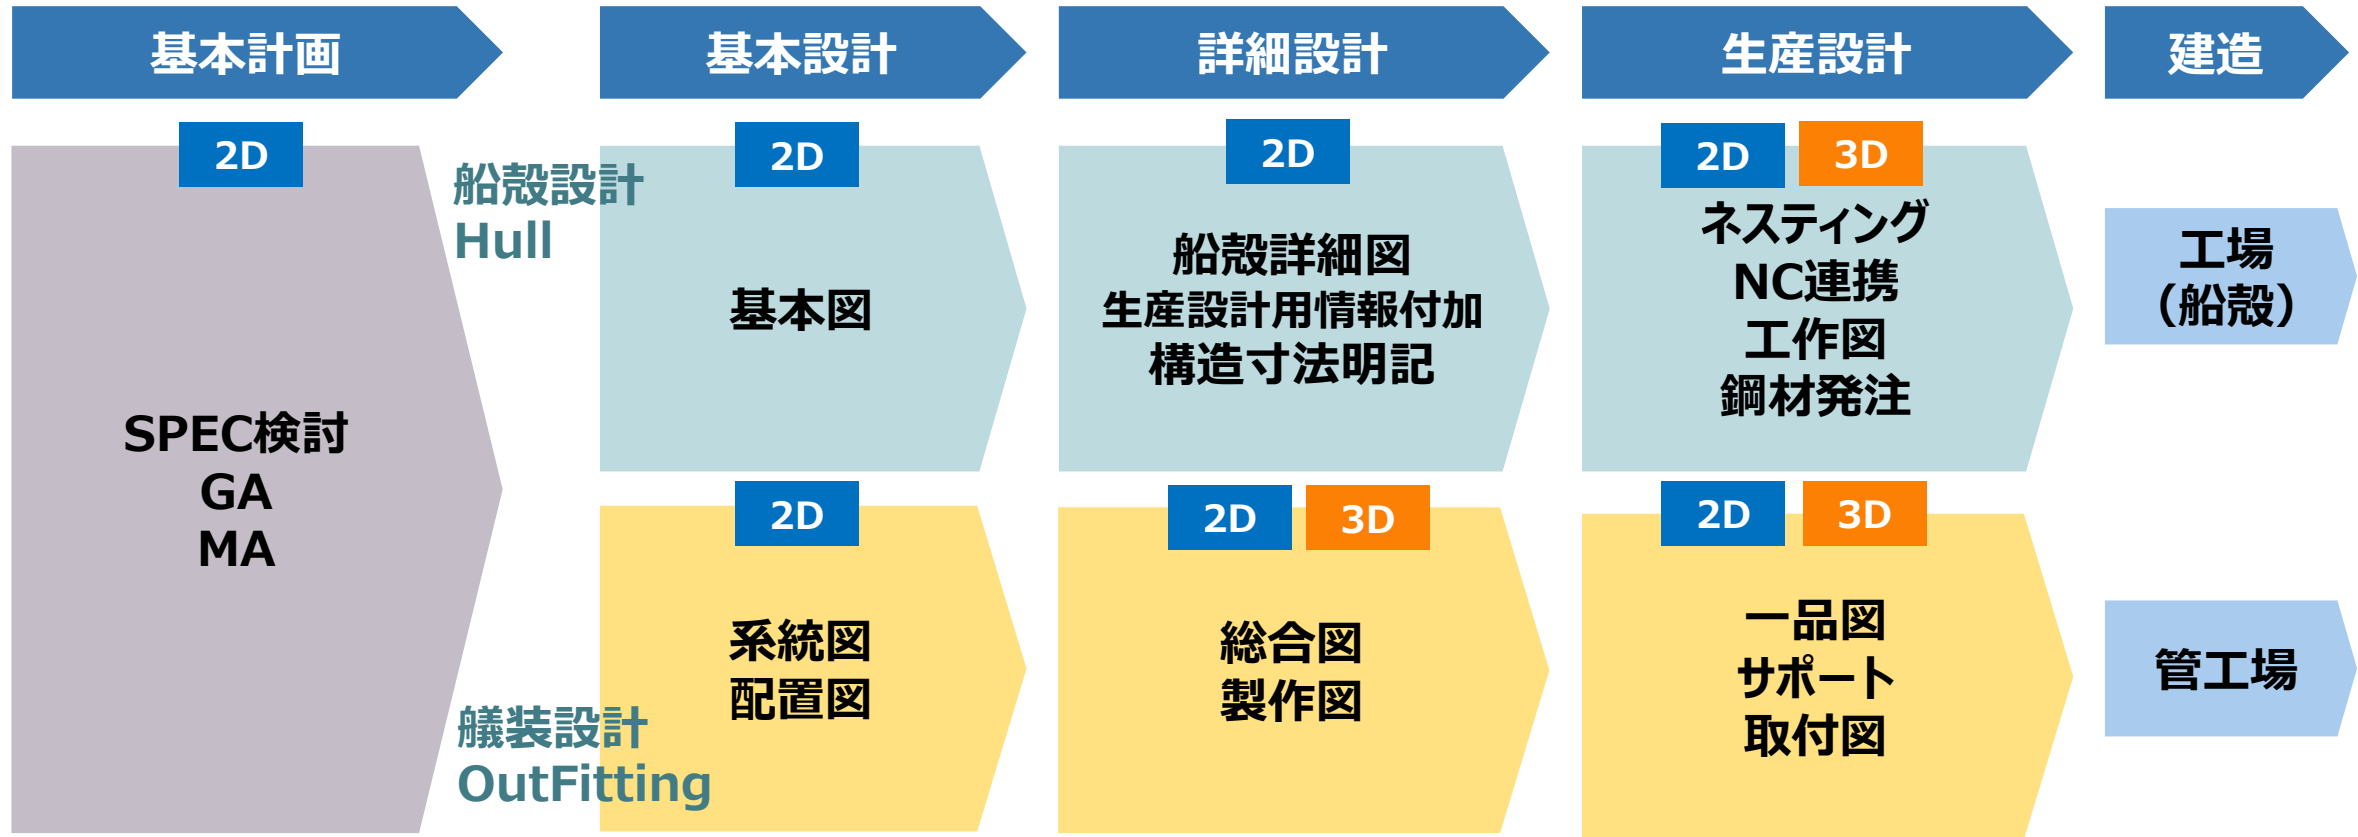 基本計画
基本設計
詳細設計
生産設計
建造
2D
SPEC検討
GA
MA
船殻設計
Hull
2D
基本図
2D
船殻詳細図
生産設計用情報付加
構造寸法明記
2D
3D
ネスティング
NC連携
工作図
鋼材発注
工場
（船殻）
艤装設計
OutFitting
2D
系統図
配置図
2D
3D
総合図
製作図
2D
3D
一品図
サポート
取付図
管工場